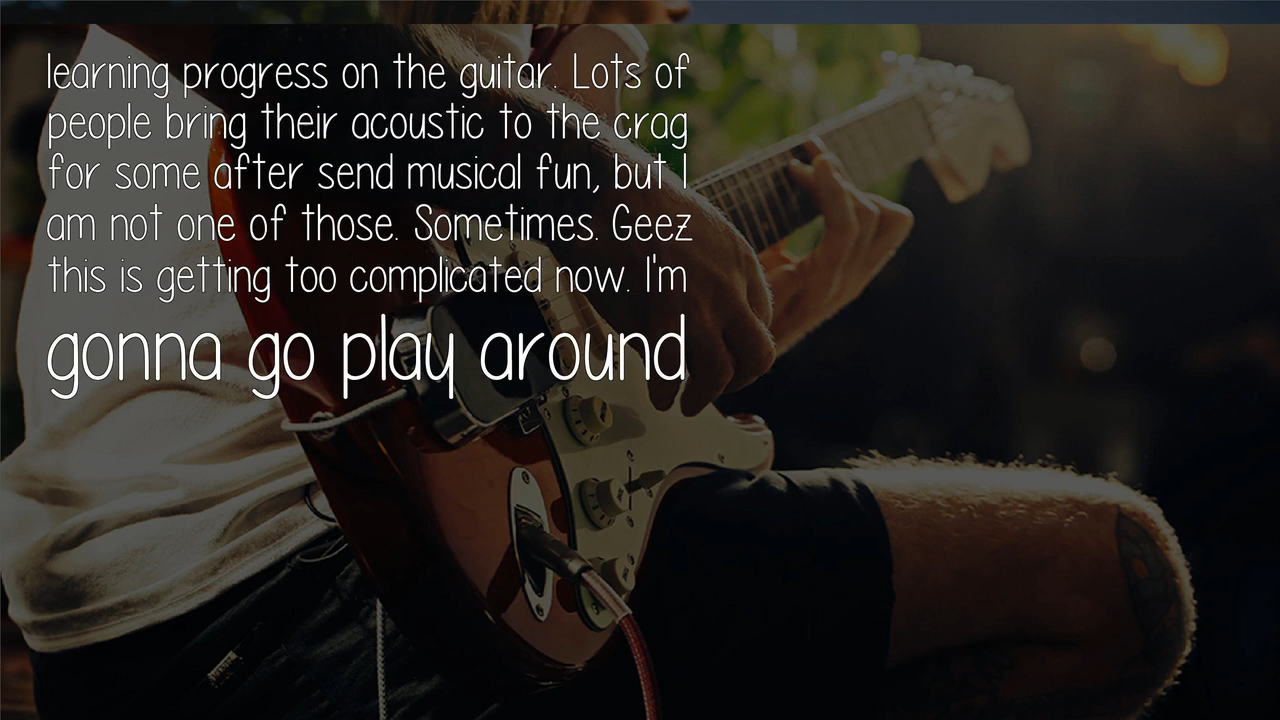 learning progress on the guitar. Lots of
people bring their acoustic to the crag
for some after send musical fun, but I
am not one of those. Sometimes. Geez
this is getting too complicated now. I'm
gonna go play around